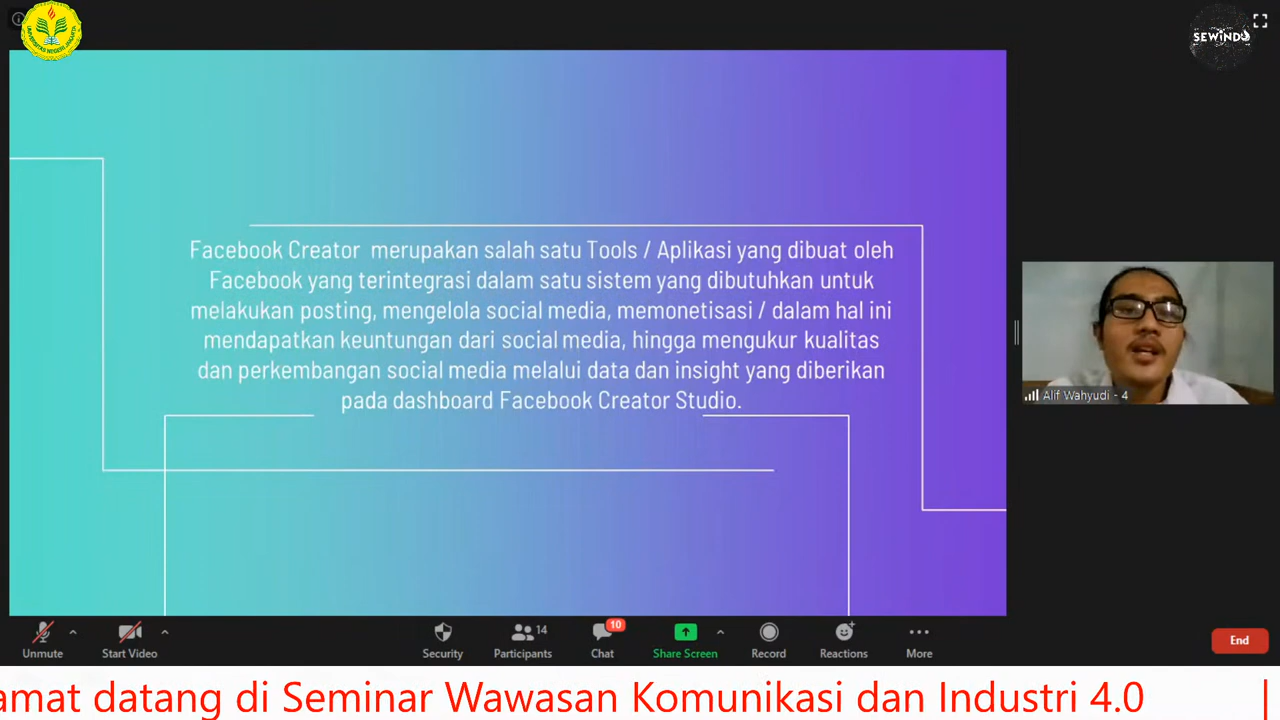 UNIVERSITAS NEGERI JAKARTA
SEWINDU
Facebook Creator merupakan salah satu Tools / Aplikasi yang dibuat oleh
Facebook yang terintegrasi dalam satu sistem yang dibutuhkan untuk
melakukan posting, mengelola social media, memonetisasi / dalam hal ini
mendapatkan keuntungan dari social media, hingga mengukur kualitas
dan perkembangan social media melalui data dan insight yang diberikan
pada dashboard Facebook Creator Studio.
Alif Wahyudi - 4
Unmute
Start Video
Security
14
Participants
10
Chat
Share Screen
Record
Reactions
More
End
amat datang di Seminar Wawasan Komunikasi dan Industri 4.0 |